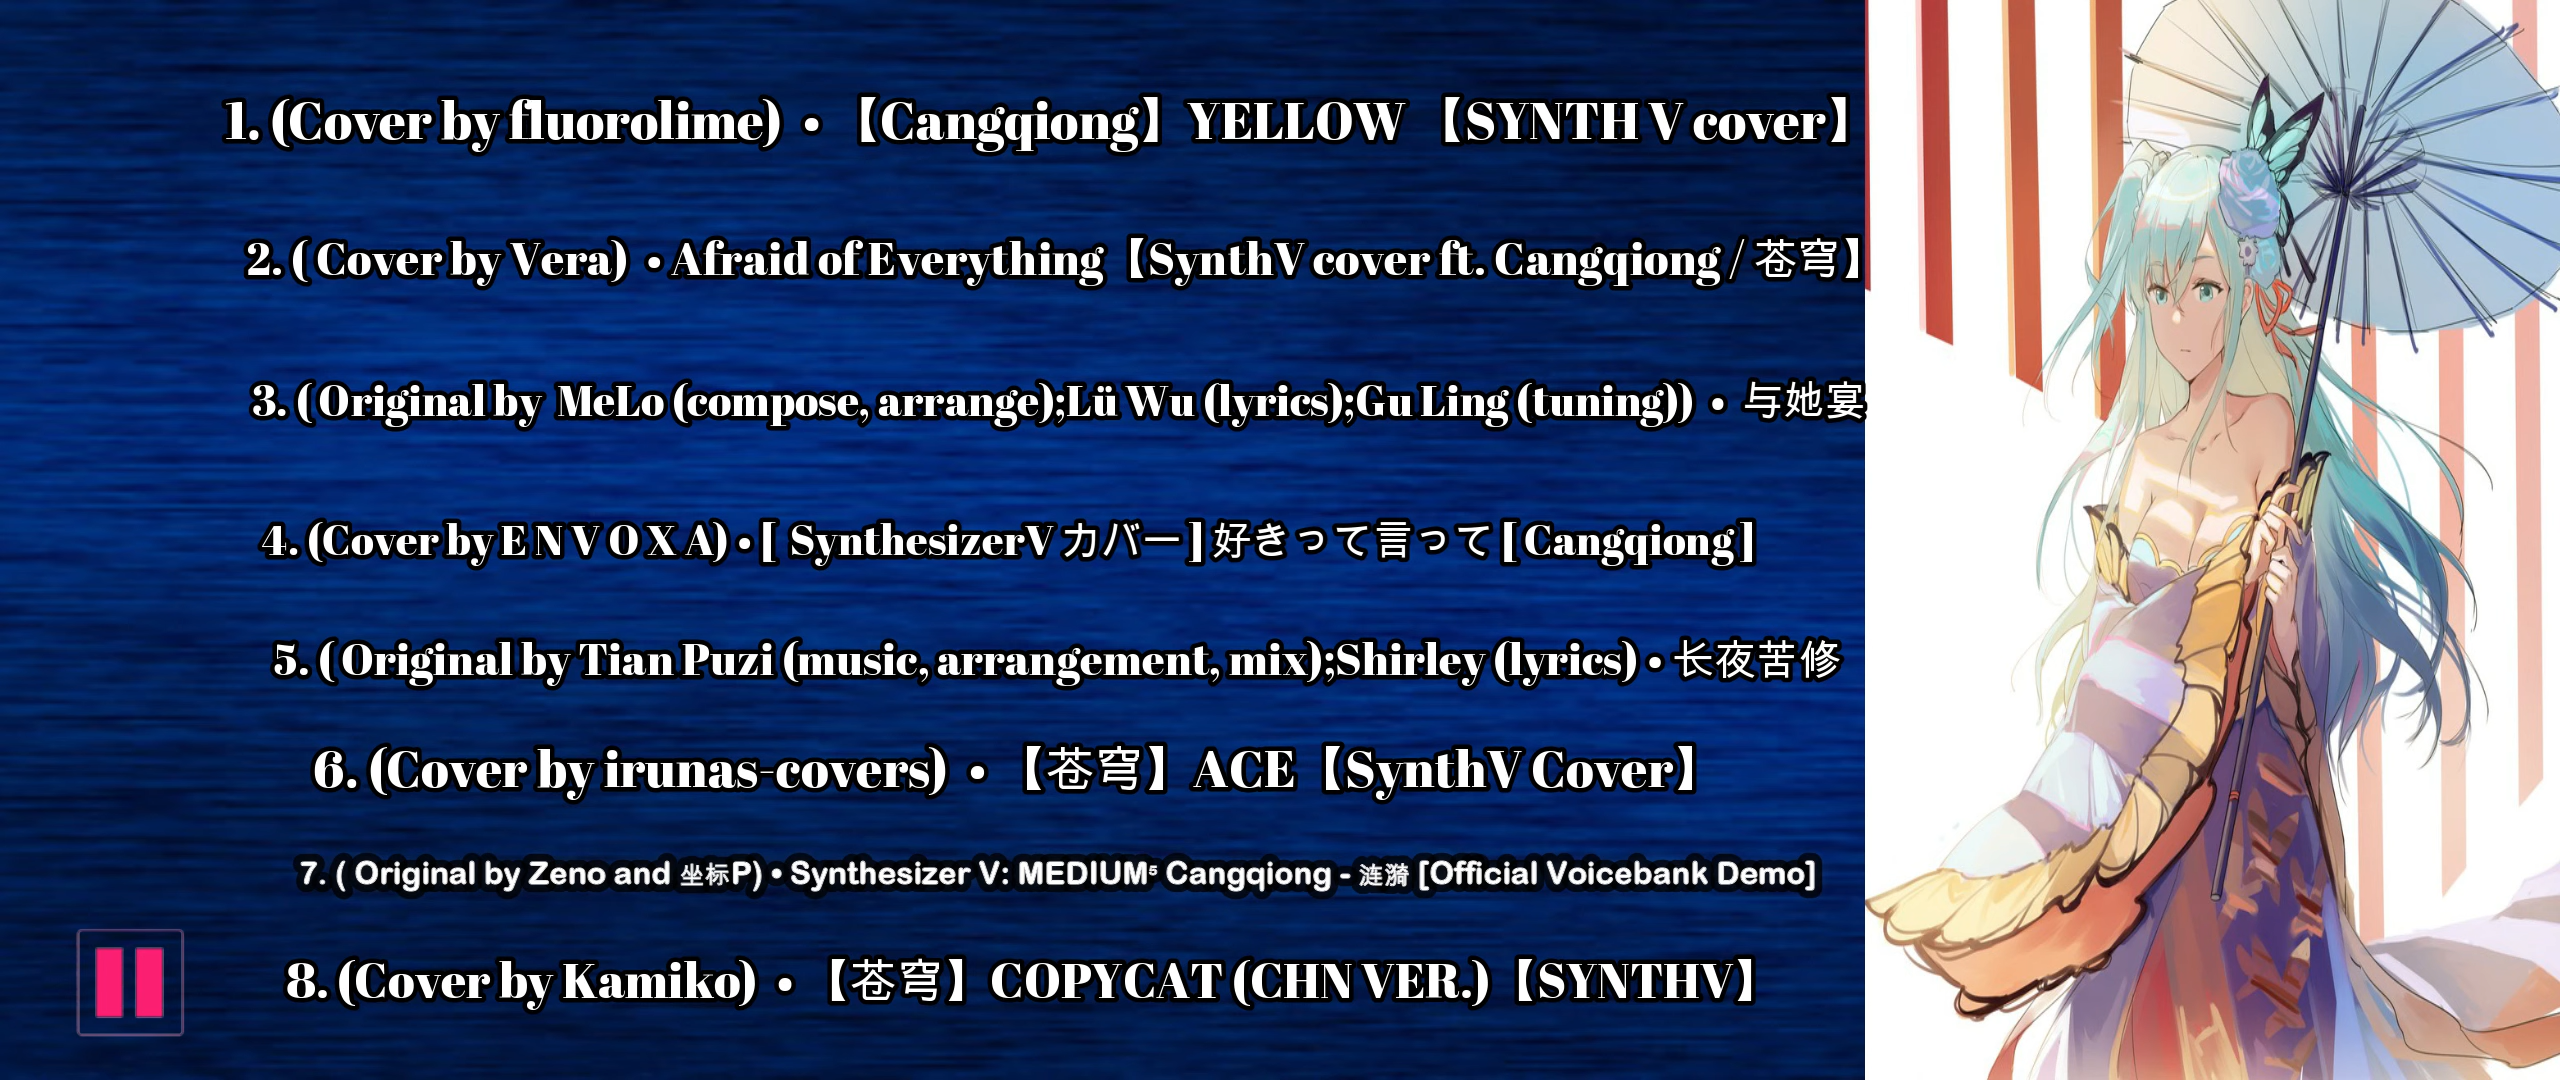 1. (Cover by fluorolime) • 【Cangqiong】YELLOW 【SYNTH V cover】
2. ( Cover by Vera) • Afraid of Everything【SynthV cover ft. Cangqiong / 苍穹】
3. ( Original by MeLo (compose, arrange);Lü Wu (lyrics);Gu Ling (tuning)) • 与她宴
4. (Cover by E N V O X A) • [ SynthesizerV カバー] 好きって言って [ Cangqiong]
5. ( Original by Tian Puzi (music, arrangement, mix);Shirley (lyrics) • 长夜苦修
6. (Cover by irunas-covers) • 【苍穹】ACE【SynthV Cover】
7. ( Original by Zeno and 坐标P) • Synthesizer V: MEDIUM⁵ Cangqiong - 涟漪 [Official Voicebank Demo]
8. (Cover by Kamiko) • 【苍穹】COPYCAT (CHN VER.)【SYNTHV】